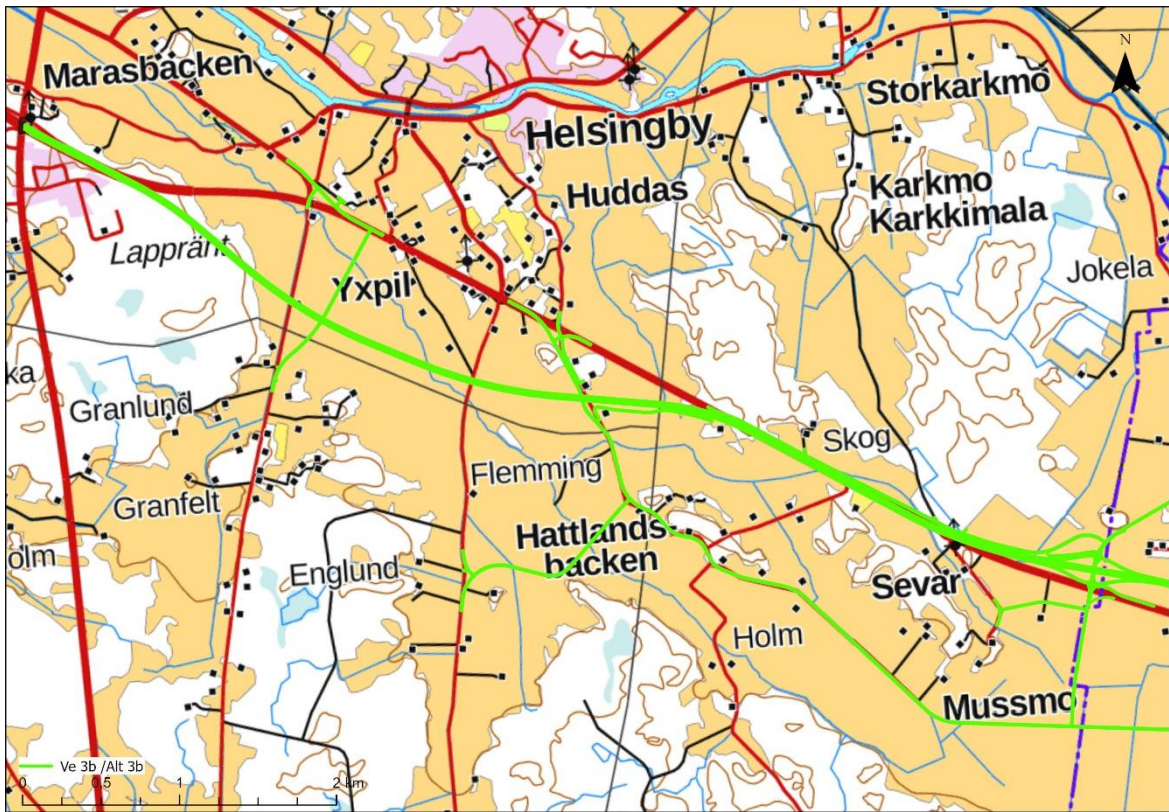 N
Marasbäcken
Storkarkmo
Helsingby
Huddas
Karkmo
Karkkimala
Lappränt
Jokela
Yxpil
ka
Granlund
Skog
Flemming
Granfelt
Hattlands-
backen
olm
Englund
Sevar
Holm
Mussmo
Ve 3b /Alt 3b
0 0,5 1 2 km